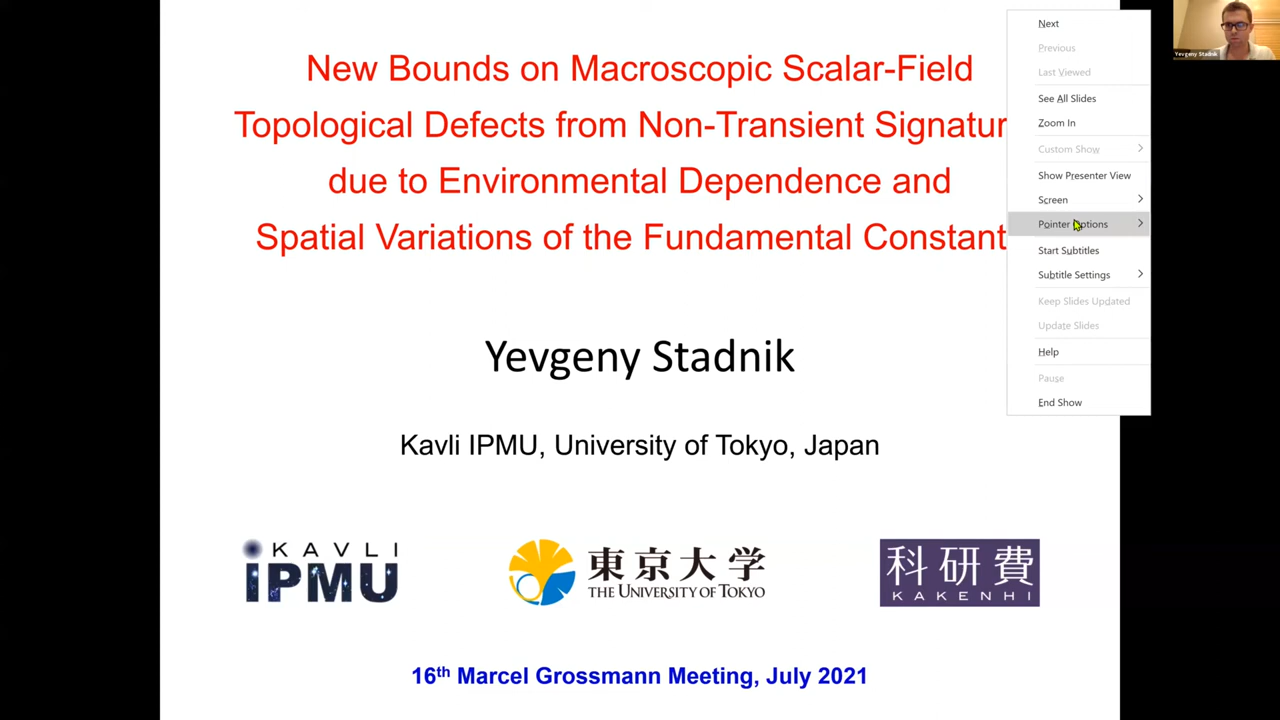 New Bounds on Macroscopic Scalar-Field
Topological Defects from Non-Transient Signatur
due to Environmental Dependence and
Spatial Variations of the Fundamental Constant
Yevgeny Stadnik
Kavli IPMU, University of Tokyo, Japan
KAVLI
IPMU
東京大学
THE UNIVERSITY OF TOKYO
科研費
KAKENHI
16th Marcel Grossmann Meeting, July 2021
Next
Previous
Last Viewed
See All Slides
Zoom In
Custom Show
Show Presenter View
Screen
Pointer Options
Start Subtitles
Subtitle Settings
Keep Slides Updated
Update Slides
Help
Pause
End Show
Yevgeny Stadnik